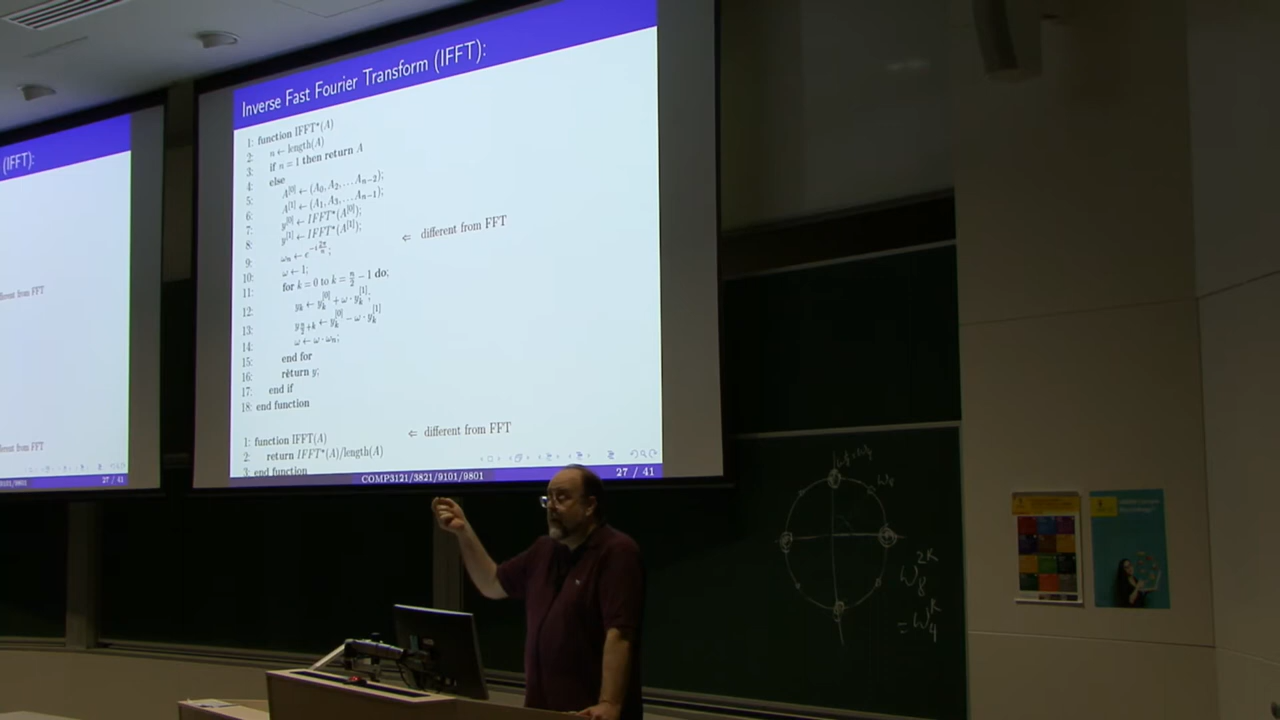 (IFFT):
different from FFT
different from FFT
27 / 41
Inverse Fast Fourier Transform (IFFT):
1: function IFFT*(A)
2: n ← length(A)
3: if n = 1 then return A
4: else
5: A^[0] ← (A_0, A_2, … A_{n−2});
6: A^[1] ← (A_1, A_3, … A_{n−1});
7: y^[0] ← IFFT*(A^[0]);
8: y^[1] ← IFFT*(A^[1]);
9: ω_n ← e^{−i 2π/n}; ⇐ different from FFT
10: ω ← 1;
11: for k = 0 to k = n/2 − 1 do;
12: y_k ← y_k^[0] + ω · y_k^[1];
13: y_{n/2+k} ← y_k^[0] − ω · y_k^[1]
14: ω ← ω · ω_n;
15: end for
16: return y;
17: end if
18: end function
1: function IFFT(A) ⇐ different from FFT
2: return IFFT*(A)/length(A)
3: end function
COMP3121/3821/9101/9801 27 / 41
ω_8
ω_8^{2k}
= ω_4^k